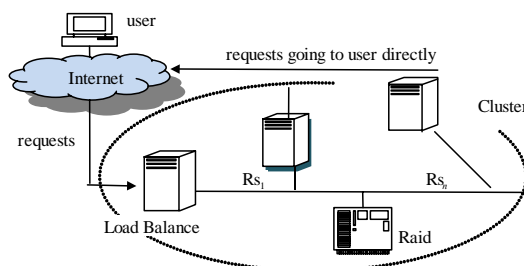 user
requests going to user directly
Internet
Cluster
requests
Rs1
Rsn
Load Balance
Raid